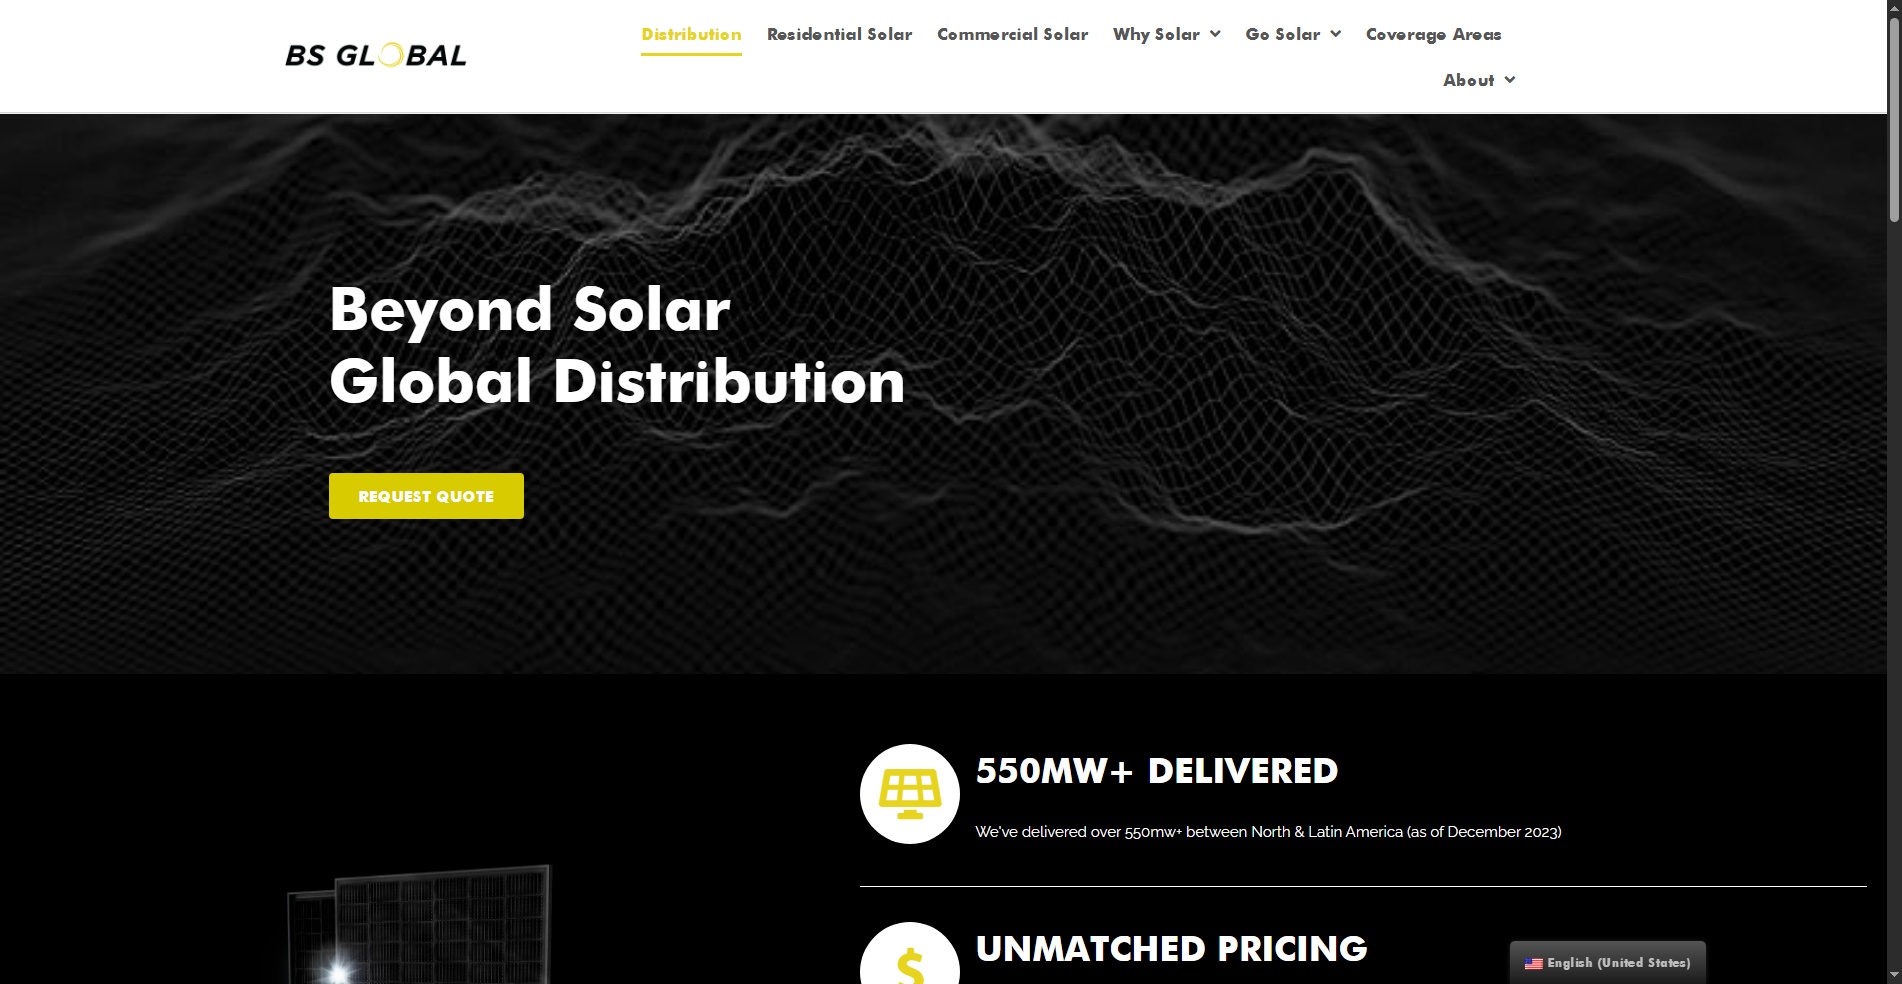 BS GLOBAL
Distribution
Residential Solar
Commercial Solar
Why Solar
Go Solar
Coverage Areas
About
Beyond Solar
Global Distribution
REQUEST QUOTE
550MW+ DELIVERED
We've delivered over 550mw+ between North & Latin America (as of December 2023)
UNMATCHED PRICING
English (United States)